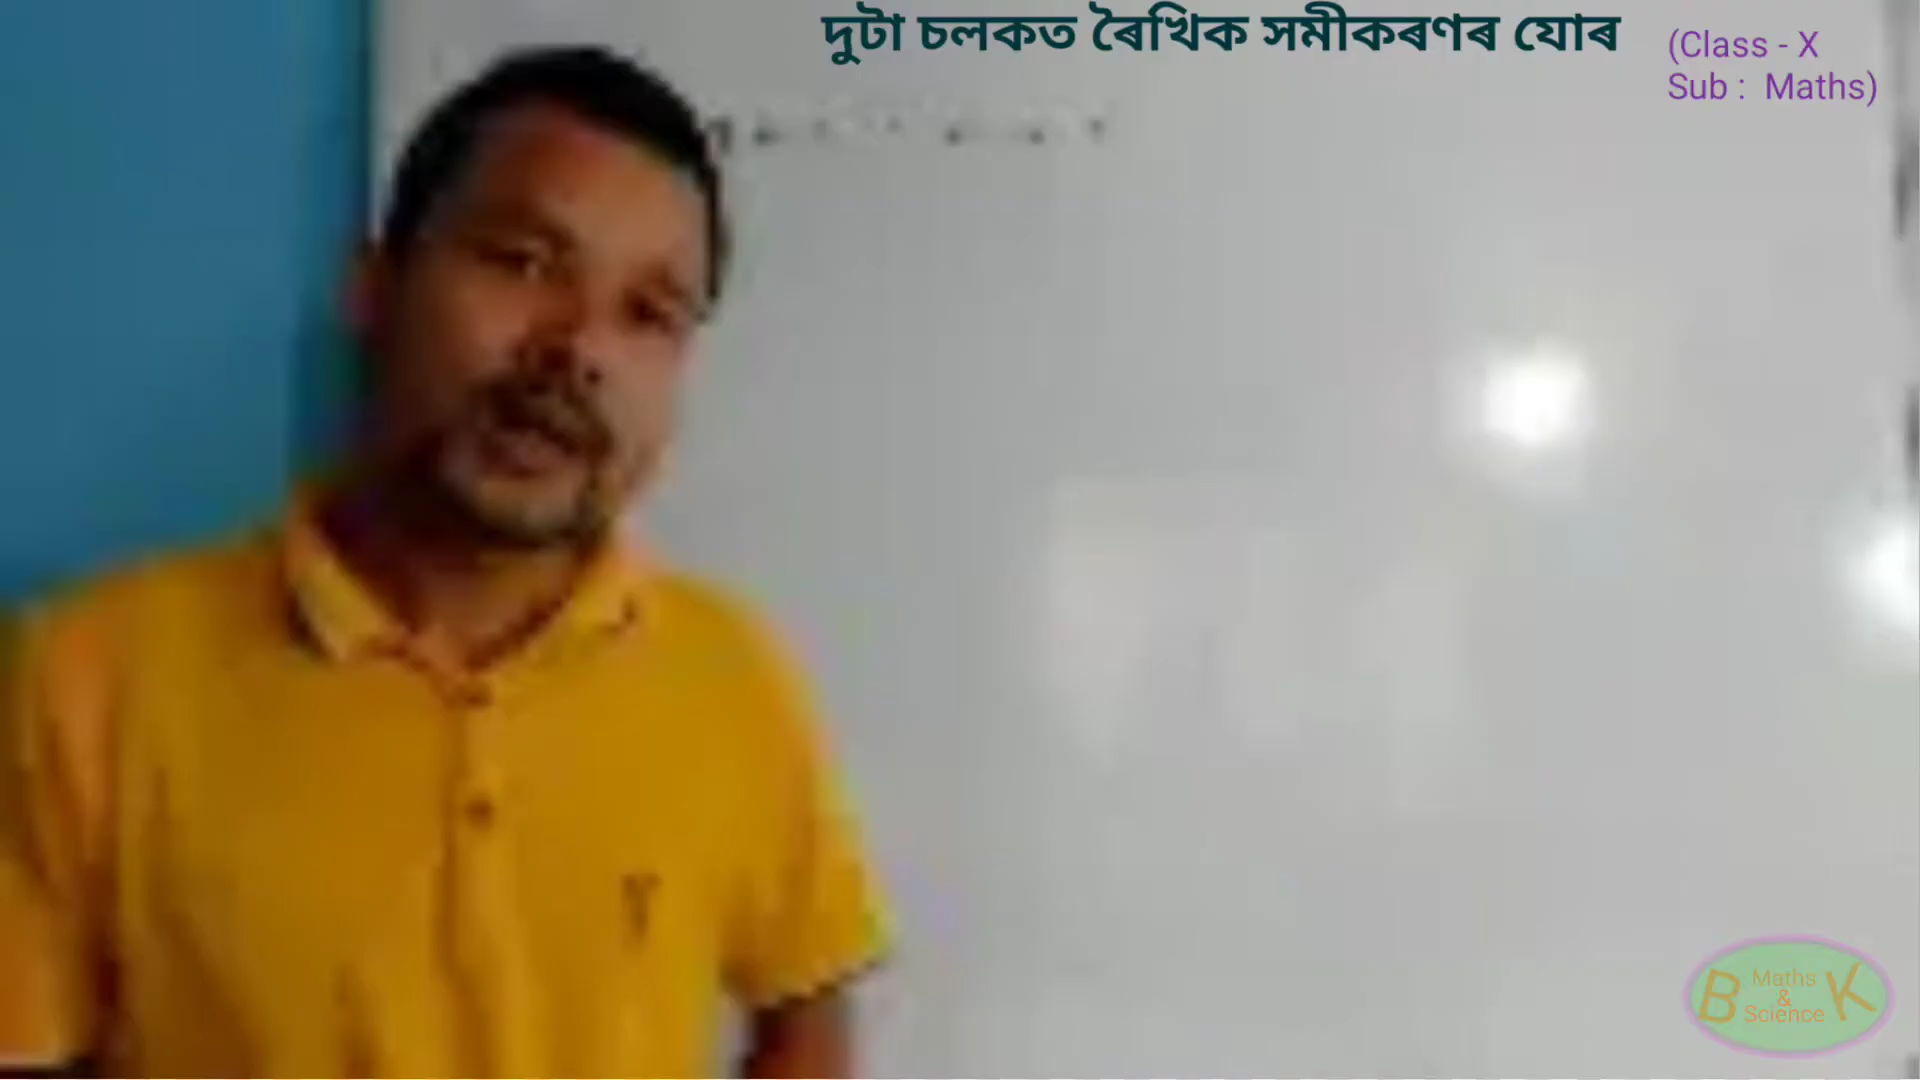 দুটা চলকত ৰৈখিক সমীকৰণৰ যোৰ
(Class - X
Sub : Maths)
B Maths & Science K